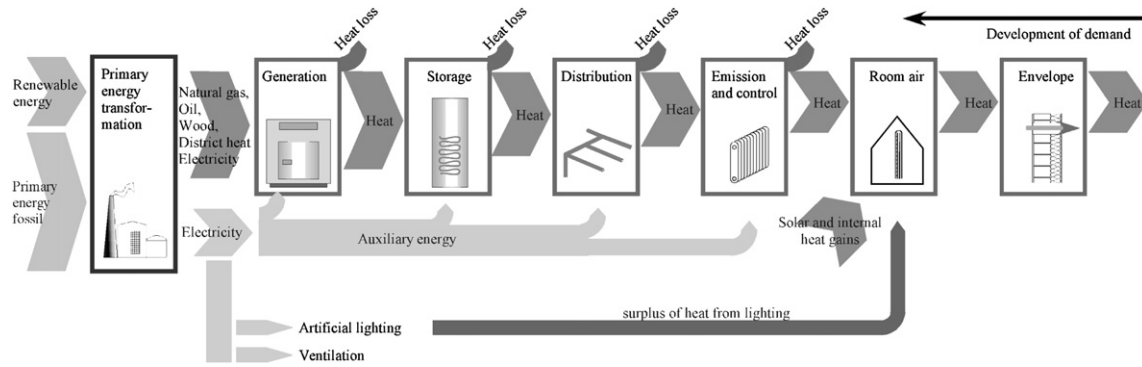 Heat loss
Heat loss
Heat loss
Heat loss
Development of demand
Renewable
energy
Primary
energy
transfor-
mation
Natural gas,
Oil,
Wood,
District heat
Electricity
Generation
Heat
Storage
Heat
Distribution
Heat
Emission
and control
Heat
Room air
Heat
Envelope
Heat
Primary
energy
fossil
Electricity
Auxiliary energy
Solar and internal
heat gains
surplus of heat from lighting
Artificial lighting
Ventilation